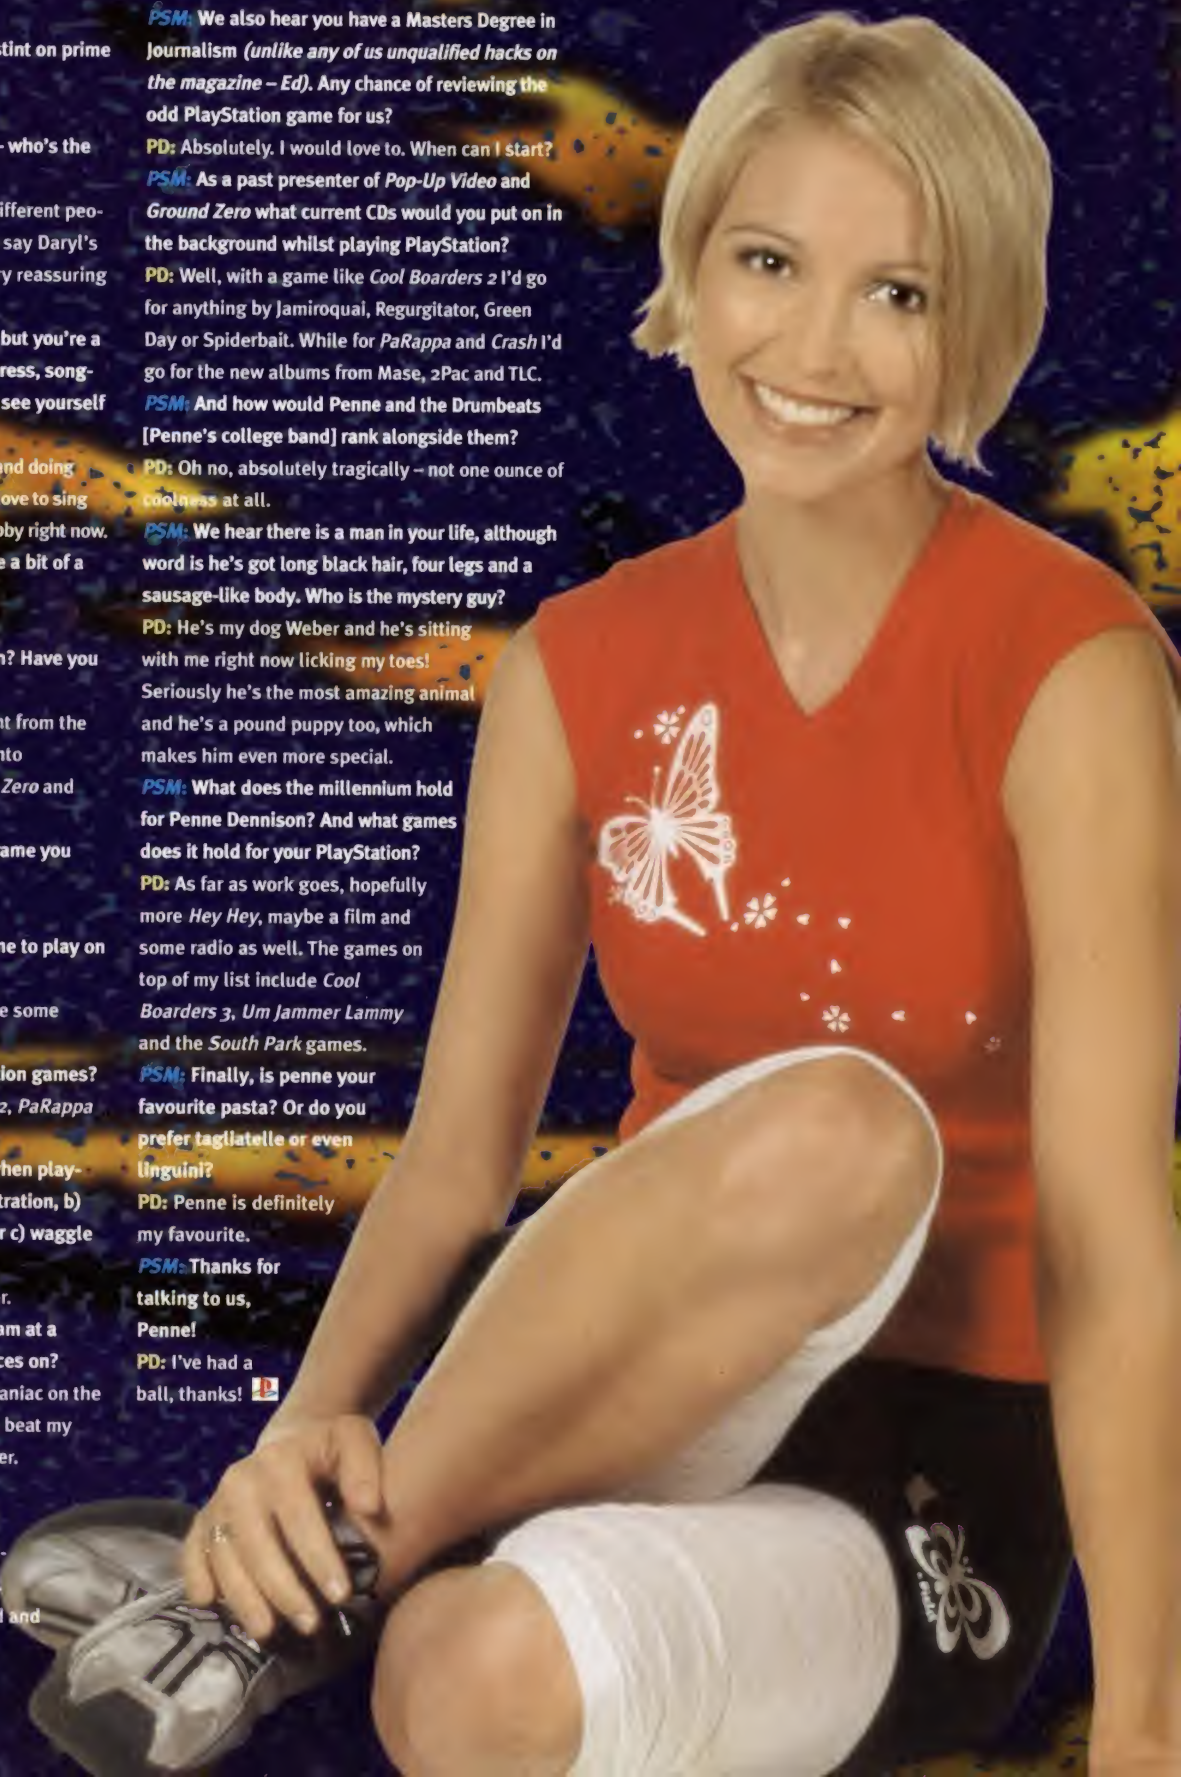 tint on prime
- who's the
ifferent peo-
say Daryl's
ry reassuring
but you're a
ress, song-
see yourself
and doing
ove to sing
bby right now.
e a bit of a
n? Have you
nt from the
nto
Zero and
ame you
ne to play on
e some
ion games?
2, PaRappa
hen play-
tration, b)
r c) waggle
r.
am at a
ces on?
aniac on the
beat my
er.
d and
PSM: We also hear you have a Masters Degree in
Journalism (unlike any of us unqualified hacks on
the magazine – Ed). Any chance of reviewing the
odd PlayStation game for us?
PD: Absolutely. I would love to. When can I start?
PSM: As a past presenter of Pop-Up Video and
Ground Zero what current CDs would you put on in
the background whilst playing PlayStation?
PD: Well, with a game like Cool Boarders 2 I'd go
for anything by Jamiroquai, Regurgitator, Green
Day or Spiderbait. While for PaRappa and Crash I'd
go for the new albums from Mase, 2Pac and TLC.
PSM: And how would Penne and the Drumbeats
[Penne's college band] rank alongside them?
PD: Oh no, absolutely tragically – not one ounce of
coolness at all.
PSM: We hear there is a man in your life, although
word is he's got long black hair, four legs and a
sausage-like body. Who is the mystery guy?
PD: He's my dog Weber and he's sitting
with me right now licking my toes!
Seriously he's the most amazing animal
and he's a pound puppy too, which
makes him even more special.
PSM: What does the millennium hold
for Penne Dennison? And what games
does it hold for your PlayStation?
PD: As far as work goes, hopefully
more Hey Hey, maybe a film and
some radio as well. The games on
top of my list include Cool
Boarders 3, Um Jammer Lammy
and the South Park games.
PSM: Finally, is penne your
favourite pasta? Or do you
prefer tagliatelle or even
linguini?
PD: Penne is definitely
my favourite.
PSM: Thanks for
talking to us,
Penne!
PD: I've had a
ball, thanks!